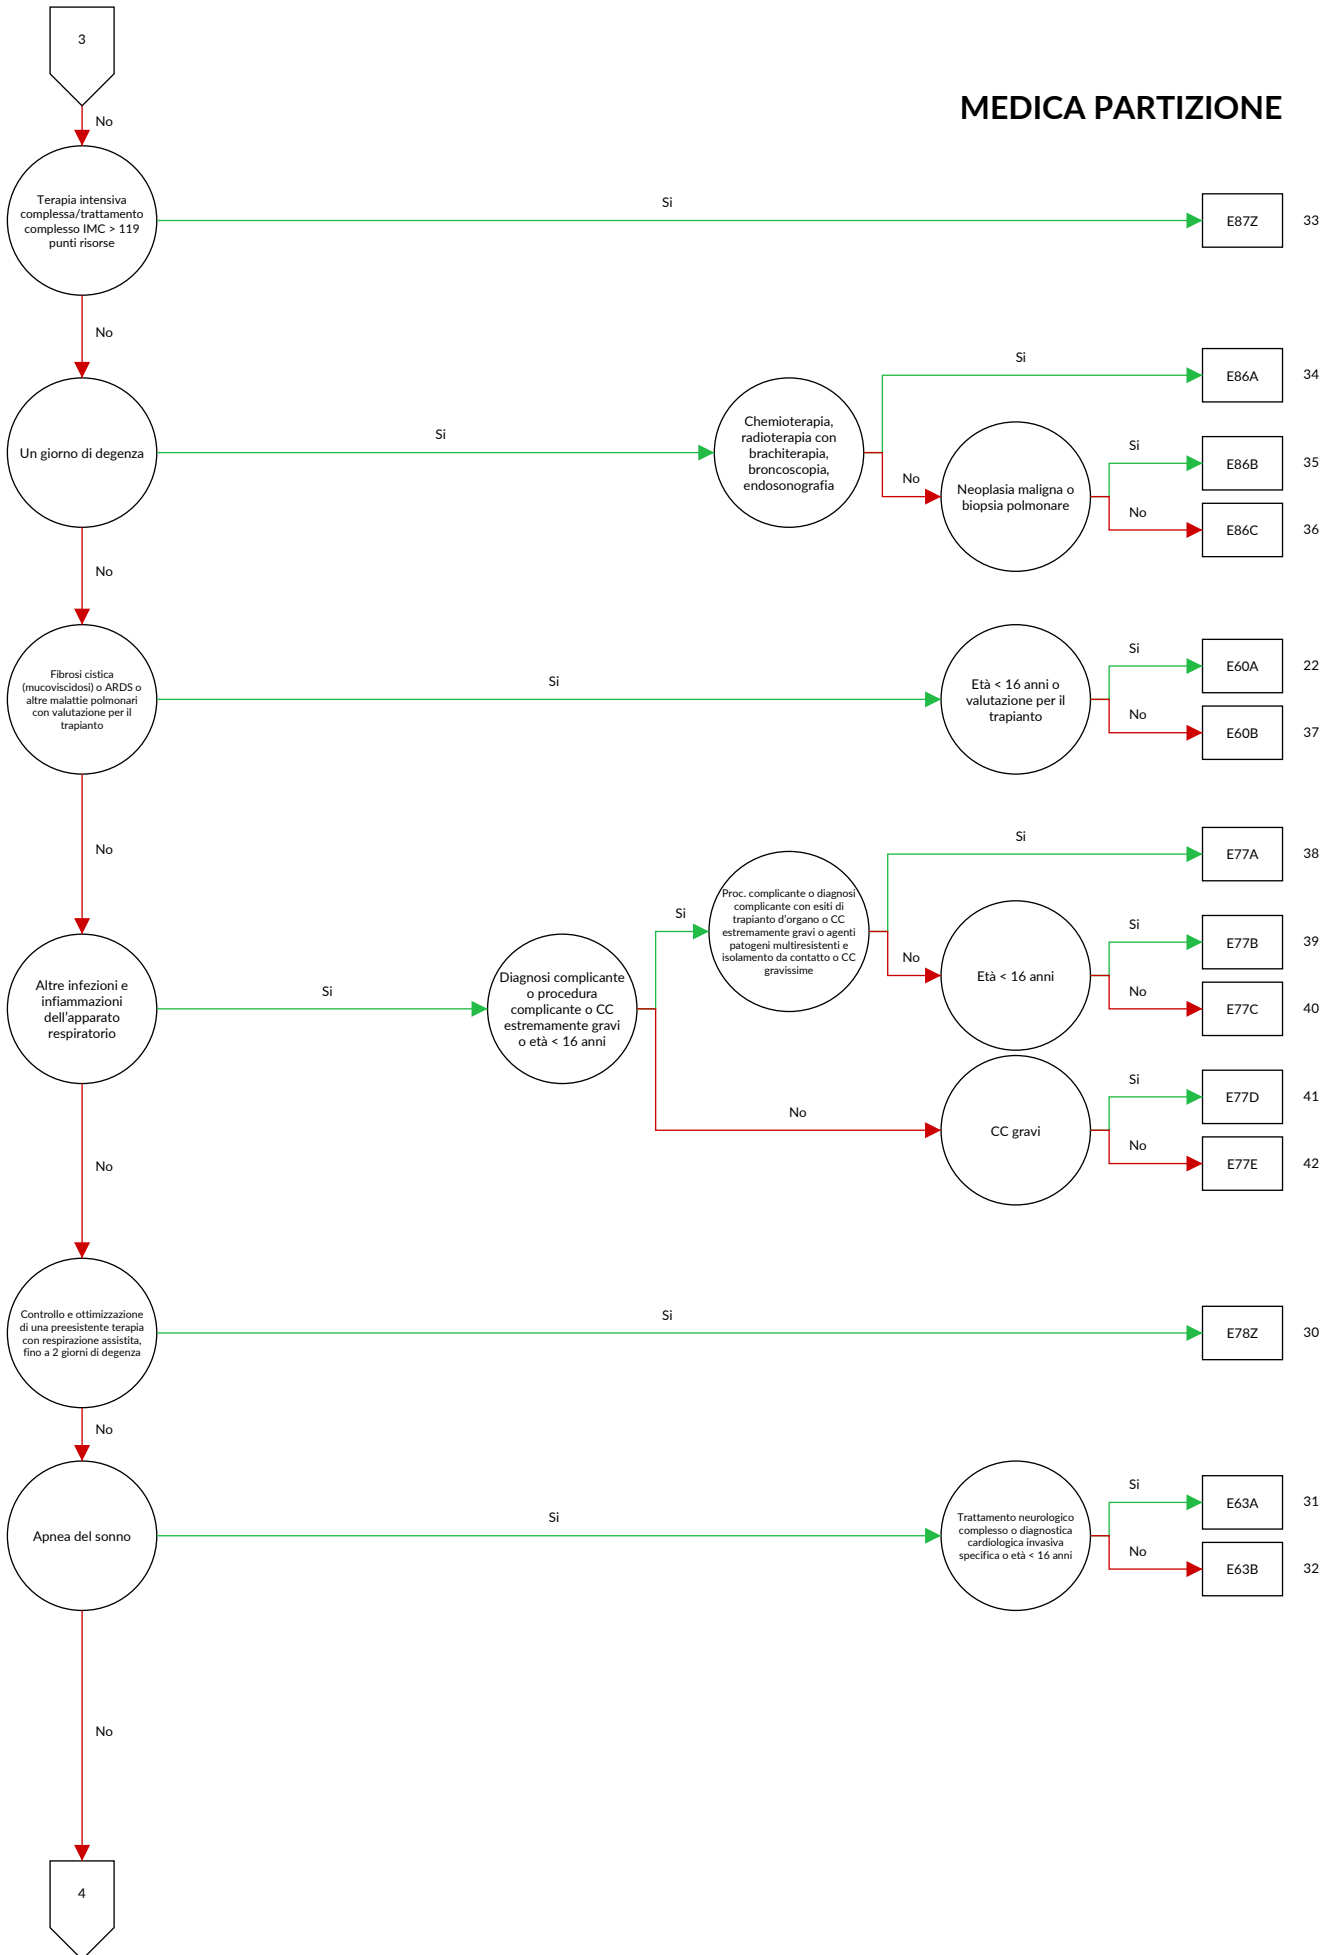 3
MEDICA PARTIZIONE
No
Terapia intensiva
complessa/trattamento
complesso IMC > 119
punti risorse
Si
E87Z
33
No
Un giorno di degenza
Si
Chemioterapia,
radioterapia con
brachiterapia,
broncoscopia,
endosonografia
Si
E86A
34
No
Neoplasia maligna o
biopsia polmonare
Si
E86B
35
No
E86C
36
No
Fibrosi cistica
(mucoviscidosi) o ARDS o
altre malattie polmonari
con valutazione per il
trapianto
Si
Età < 16 anni o
valutazione per il
trapianto
Si
E60A
22
No
E60B
37
No
Altre infezioni e
infiammazioni
dell'apparato
respiratorio
Si
Diagnosi complicante
o procedura
complicante o CC
estremamente gravi
o età < 16 anni
Si
Proc. complicante o diagnosi
complicante con esiti di
trapianto d'organo o CC
estremamente gravi o agenti
patogeni multiresistenti e
isolamento da contatto o CC
gravissime
Si
E77A
38
No
Età < 16 anni
Si
E77B
39
No
E77C
40
No
CC gravi
Si
E77D
41
No
E77E
42
No
Controllo e ottimizzazione
di una preesistente terapia
con respirazione assistita,
fino a 2 giorni di degenza
Si
E78Z
30
No
Apnea del sonno
Si
Trattamento neurologico
complesso o diagnostica
cardiologica invasiva
specifica o età < 16 anni
Si
E63A
31
No
E63B
32
No
4